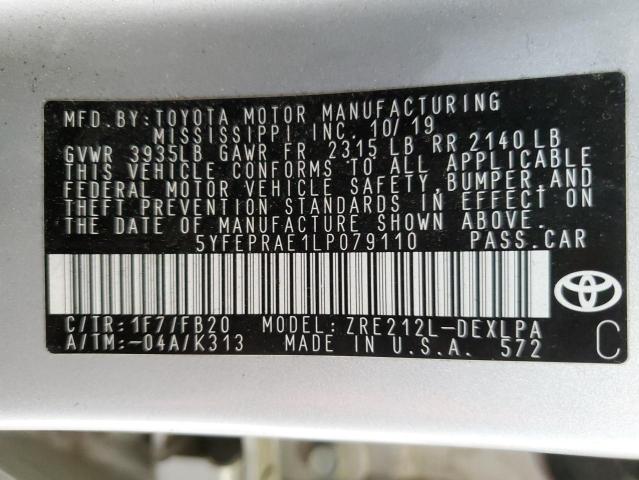 MFD.BY:TOYOTA MOTOR MANUFACTURING
MISSISSIPPI INC. 10/19
GVWR 3935LB GAWR FR 2315 LB RR 2140 LB
THIS VEHICLE CONFORMS TO ALL APPLICABLE
FEDERAL MOTOR VEHICLE SAFETY,BUMPER,AND
THEFT PREVENTION STANDARDS IN EFFECT ON
THE DATE OF MANUFACTURE SHOWN ABOVE.
5YFEPRAE1LP079110 PASS.CAR
C/TR:1F7/FB20 MODEL:ZRE212L-DEXLPA
A/TM:-04A/K313 MADE IN U.S.A. 572
C